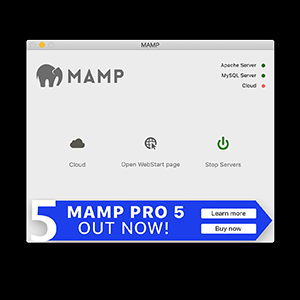 MAMP
MAMP
Apache Server
MySQL Server
Cloud
Cloud
Open WebStart page
Stop Servers
5
MAMP PRO 5
OUT NOW!
Learn more
Buy now